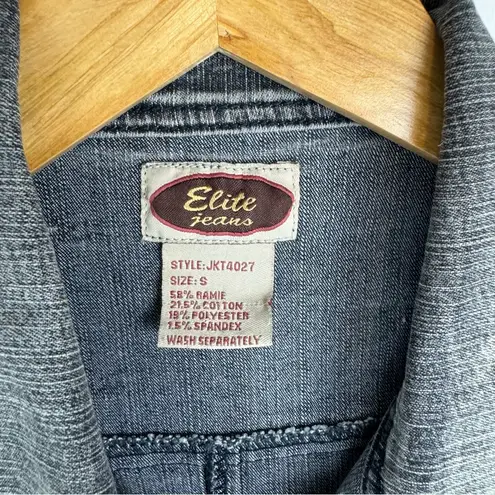 Elite
jeans
STYLE: JKT4027
SIZE: S
58% RAMIE
21.5% COTTON
19% POLYESTER
1.5% SPANDEX
WASH SEPARATELY